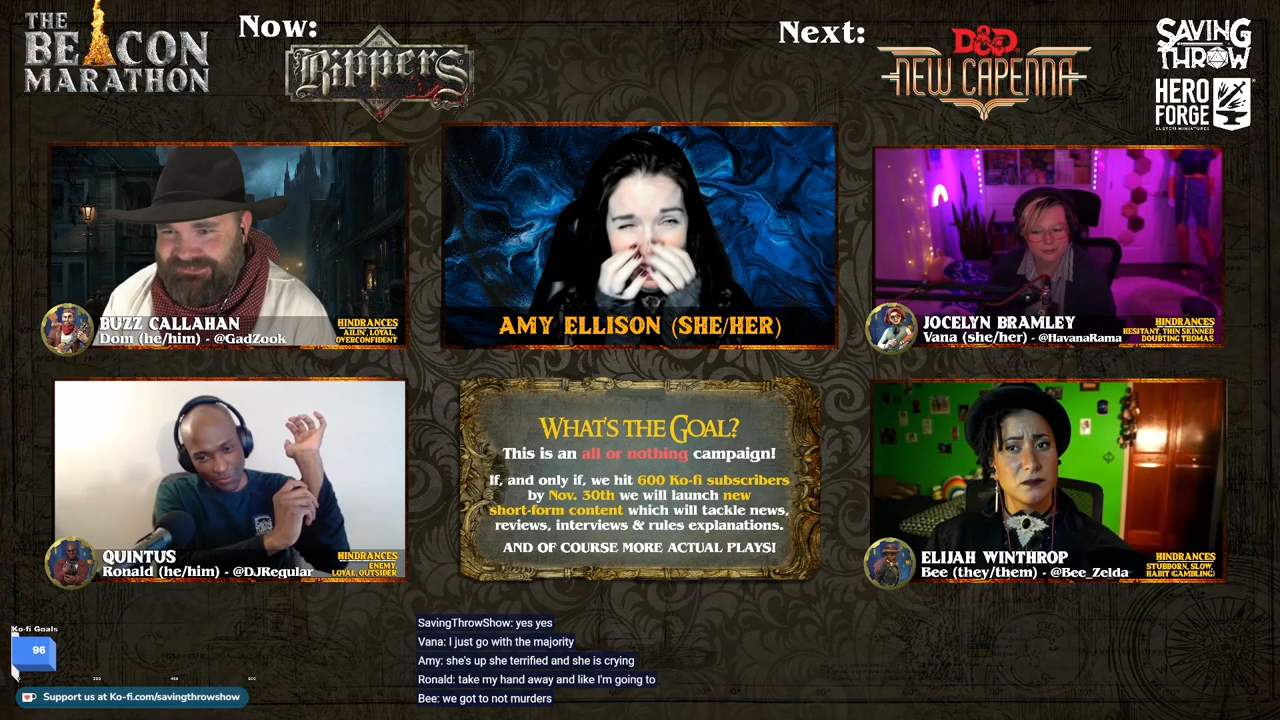 THE
BEACON
MARATHON
Now:
Rippers
Next:
D&D
NEW CAPENNA
SAVING
THROW
HERO
FORGE
CUSTOM MINIATURES
BUZZ CALLAHAN
Dom (he/him) - @GadZook
HINDRANCES
AILIN', LOYAL,
OVERCONFIDENT
AMY ELLISON (SHE/HER)
JOCELYN BRAMLEY
Vana (she/her) - @HavanaRama
HINDRANCES
HESITANT, THIN SKINNED
DOUBTING THOMAS
QUINTUS
Ronald (he/him) - @DJRegular
HINDRANCES
ENEMY,
LOYAL, OUTSIDER
WHAT'S THE GOAL?
This is an all or nothing campaign!
If, and only if, we hit 600 Ko-fi subscribers
by Nov. 30th we will launch new
short-form content which will tackle news,
reviews, interviews & rules explanations.
AND OF COURSE MORE ACTUAL PLAYS!
ELIJAH WINTHROP
Bee (they/them) - @Bee_Zelda
HINDRANCES
STUBBORN, SLOW,
HABIT (GAMBLING)
Ko-fi Goals
96
200 400 600
Support us at Ko-fi.com/savingthrowshow
SavingThrowShow: yes yes
Vana: I just go with the majority
Amy: she's up she terrified and she is crying
Ronald: take my hand away and like I'm going to
Bee: we got to not murders